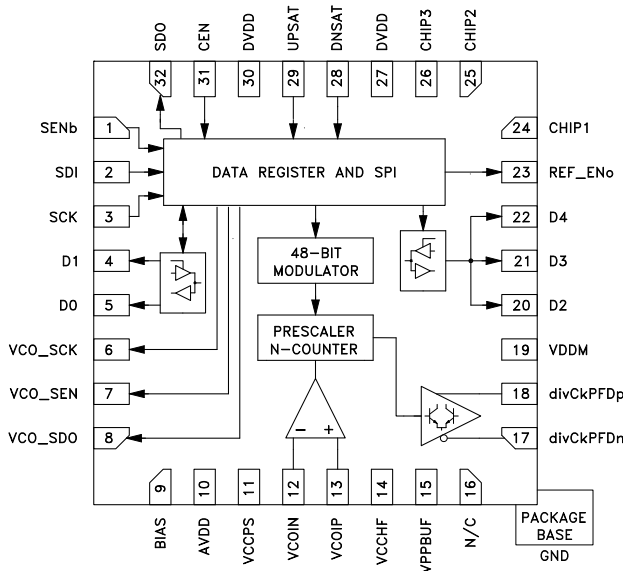 SDO
CEN
DVDD
UPSAT
DNSAT
DVDD
CHIP3
CHIP2
32
31
30
29
28
27
26
25
SENb 1
24 CHIP1
SDI 2
DATA REGISTER AND SPI
23 REF_ENo
SCK 3
22 D4
D1 4
48-BIT
MODULATOR
21 D3
D0 5
20 D2
VCO_SCK 6
PRESCALER
N-COUNTER
19 VDDM
VCO_SEN 7
18 divCkPFDp
VCO_SDO 8
− +
17 divCkPFDn
9
10
11
12
13
14
15
16
BIAS
AVDD
VCCPS
VCOIN
VCOIP
VCCHF
VPPBUF
N/C
PACKAGE
BASE
GND